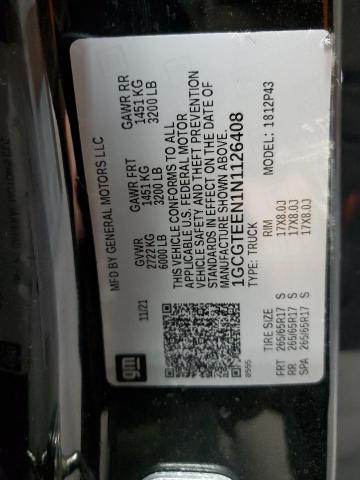 MFD BY GENERAL MOTORS LLC
11/21
GVWR GAWR FRT GAWR RR
2722 KG 1451 KG 1451 KG
6000 LB 3200 LB 3200 LB
THIS VEHICLE CONFORMS TO ALL
APPLICABLE U.S. FEDERAL MOTOR
VEHICLE SAFETY AND THEFT PREVENTION
STANDARDS IN EFFECT ON THE DATE OF
MANUFACTURE SHOWN ABOVE.
1GCGTEEN1N1126408
TYPE: TRUCK MODEL: 1812P43
gm
85595
TIRE SIZE RIM
FRT 265/65R17 S 17X8.0J
RR 265/65R17 S 17X8.0J
SPA 265/65R17 S 17X8.0J